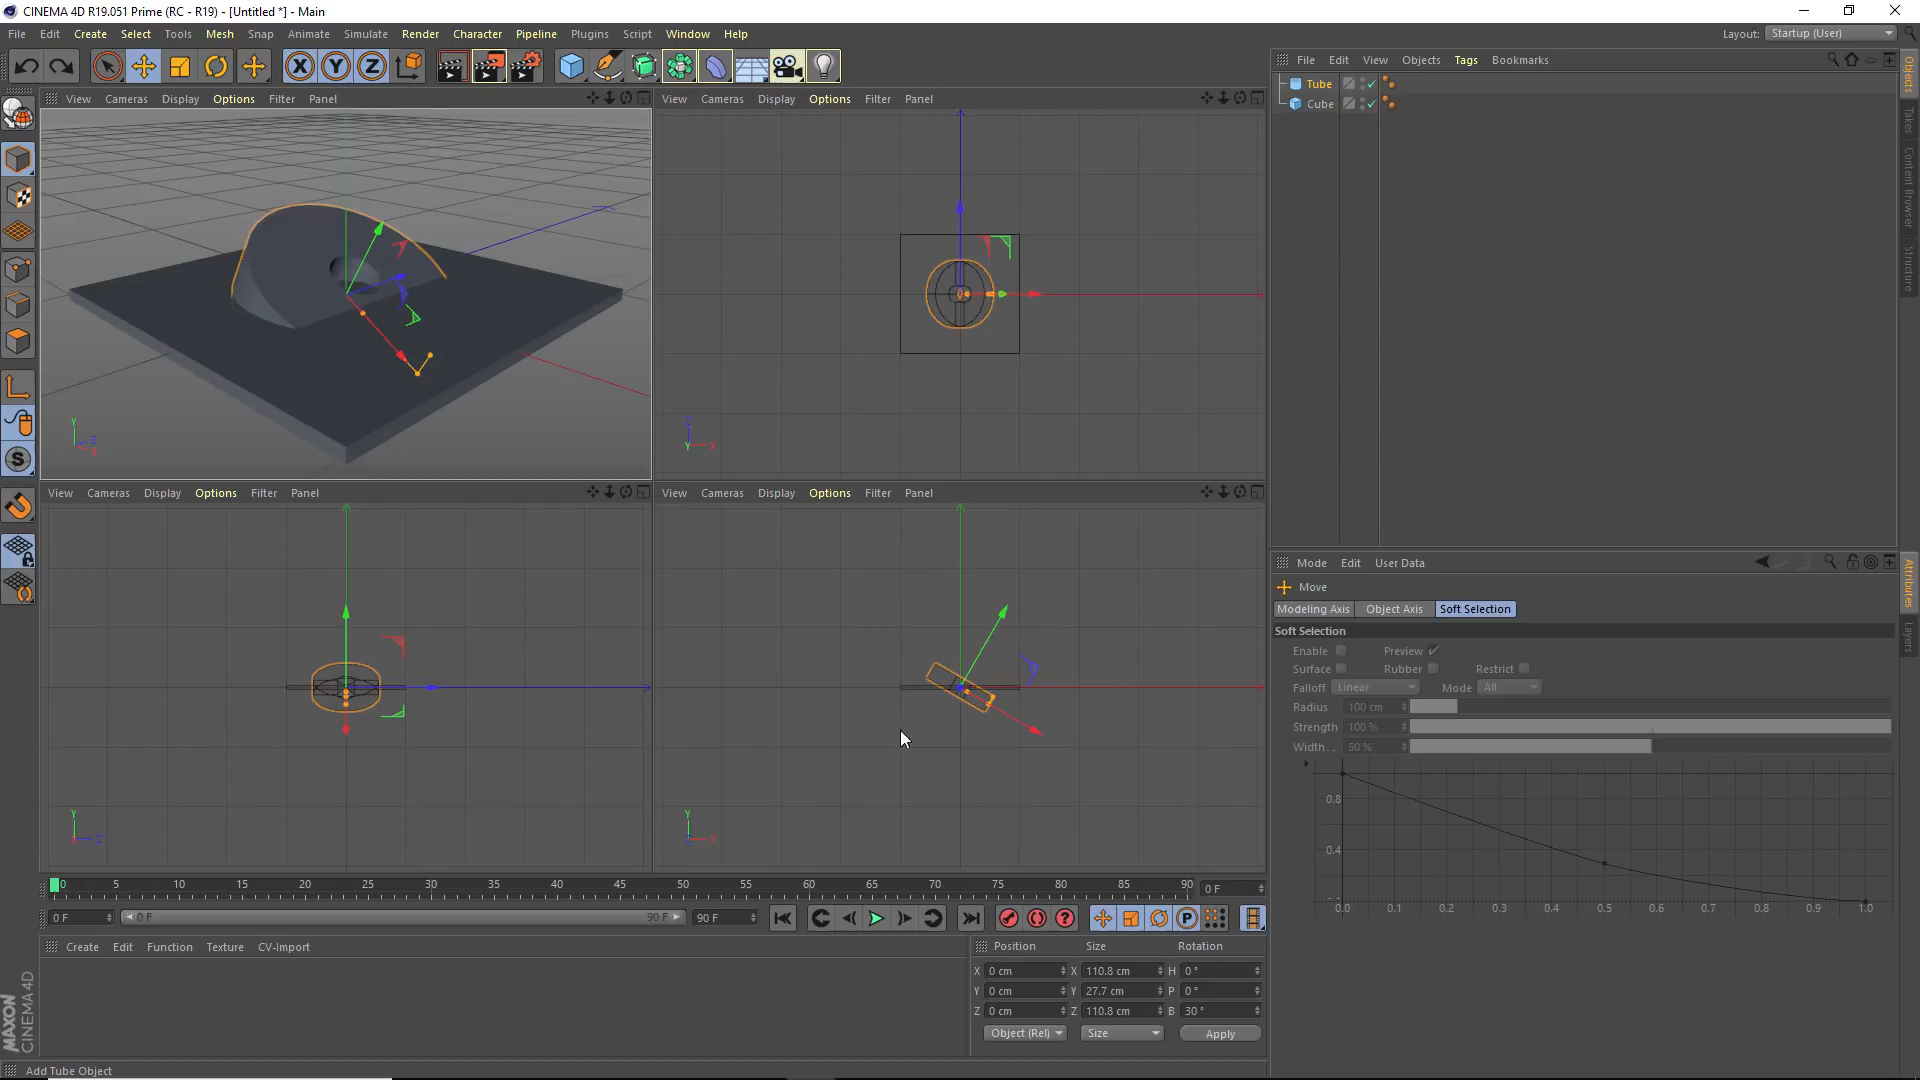 CINEMA 4D R19.051 Prime (RC - R19) - [Untitled *] - Main
File Edit Create Select Tools Mesh Snap Animate Simulate Render Character Pipeline Plugins Script Window Help
Layout: Startup (User)
X Y Z
File Edit View Objects Tags Bookmarks
Tube
Cube
Objects
Takes
Content Browser
Structure
View Cameras Display Options Filter Panel
View Cameras Display Options Filter Panel
Y Z X
Z Y X
View Cameras Display Options Filter Panel
View Cameras Display Options Filter Panel
Y Z
Y X
S
Mode Edit User Data
Move
Modeling Axis Object Axis Soft Selection
Soft Selection
Enable Preview
Surface Rubber Restrict
Falloff Linear Mode All
Radius 100 cm
Strength 100 %
Width.. 50 %
0.8
0.4
0.0 0.1 0.2 0.3 0.4 0.5 0.6 0.7 0.8 0.9 1.0
Attributes
Layers
0 5 10 15 20 25 30 35 40 45 50 55 60 65 70 75 80 85 90 0 F
0 F 0 F 90 F 90 F P
Create Edit Function Texture CV-Import
Position Size Rotation
X 0 cm X 110.8 cm H 0 °
Y 0 cm Y 27.7 cm P 0 °
Z 0 cm Z 110.8 cm B 30 °
Object (Rel) Size Apply
MAXON
CINEMA 4D
Add Tube Object